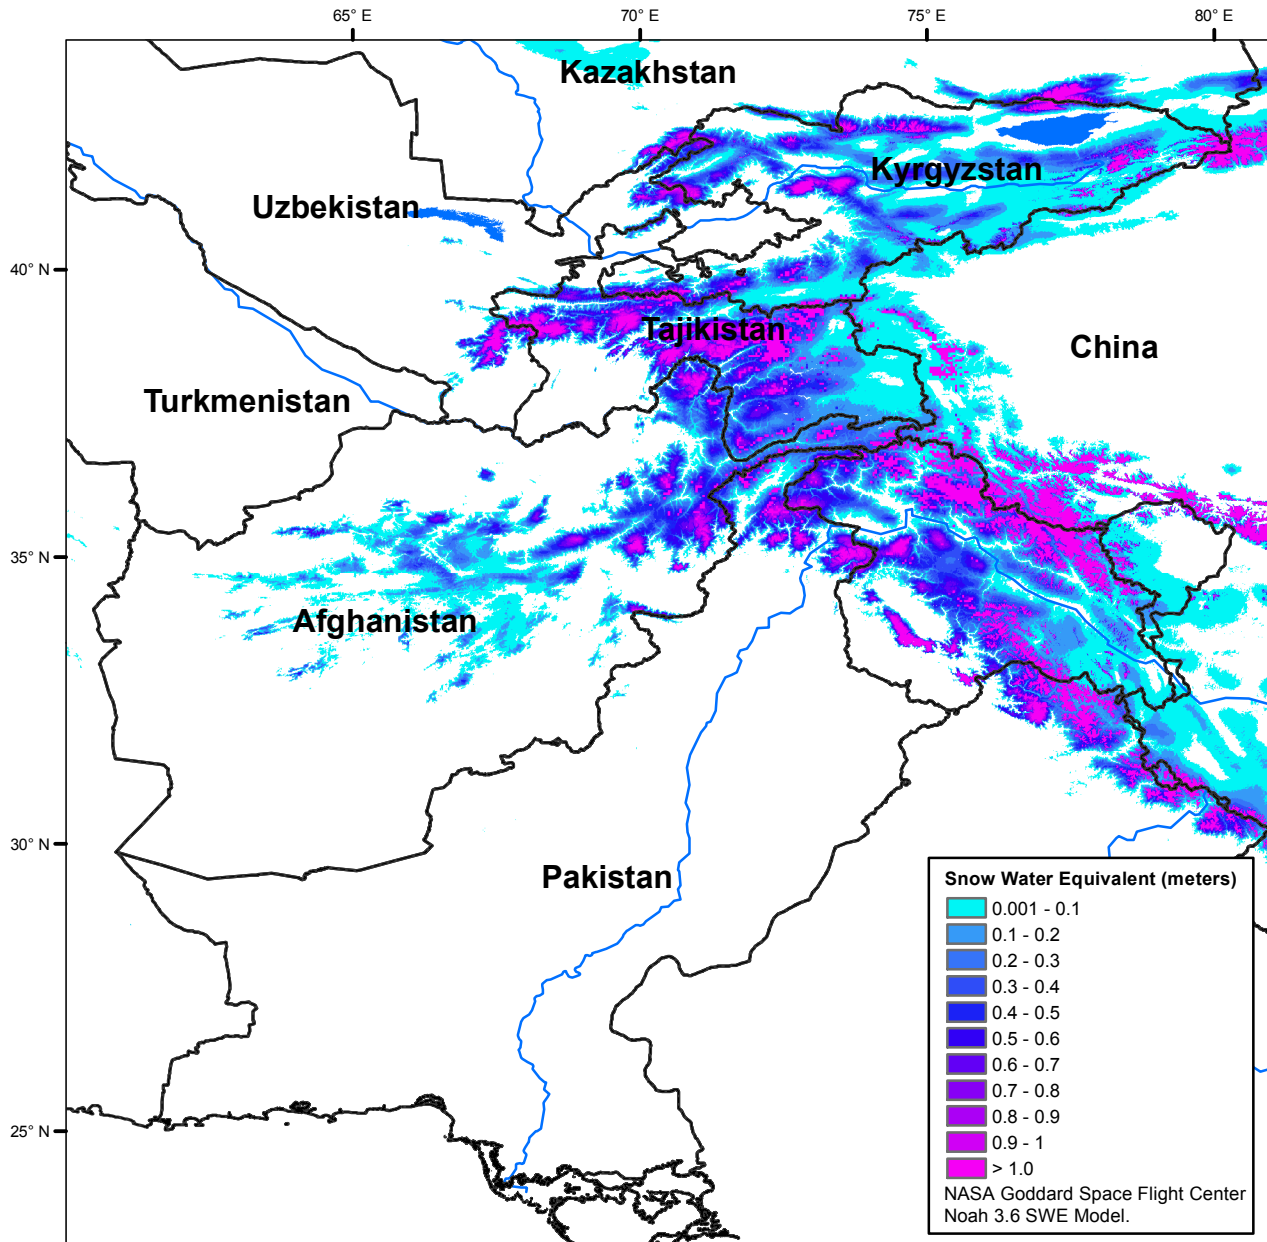 65° E
70° E
75° E
80° E
Kazakhstan
Kyrgyzstan
Uzbekistan
40° N
Tajikistan
China
Turkmenistan
35° N
Afghanistan
30° N
Pakistan
25° N
Snow Water Equivalent (meters)
0.001 - 0.1
0.1 - 0.2
0.2 - 0.3
0.3 - 0.4
0.4 - 0.5
0.5 - 0.6
0.6 - 0.7
0.7 - 0.8
0.8 - 0.9
0.9 - 1
> 1.0
NASA Goddard Space Flight Center
Noah 3.6 SWE Model.